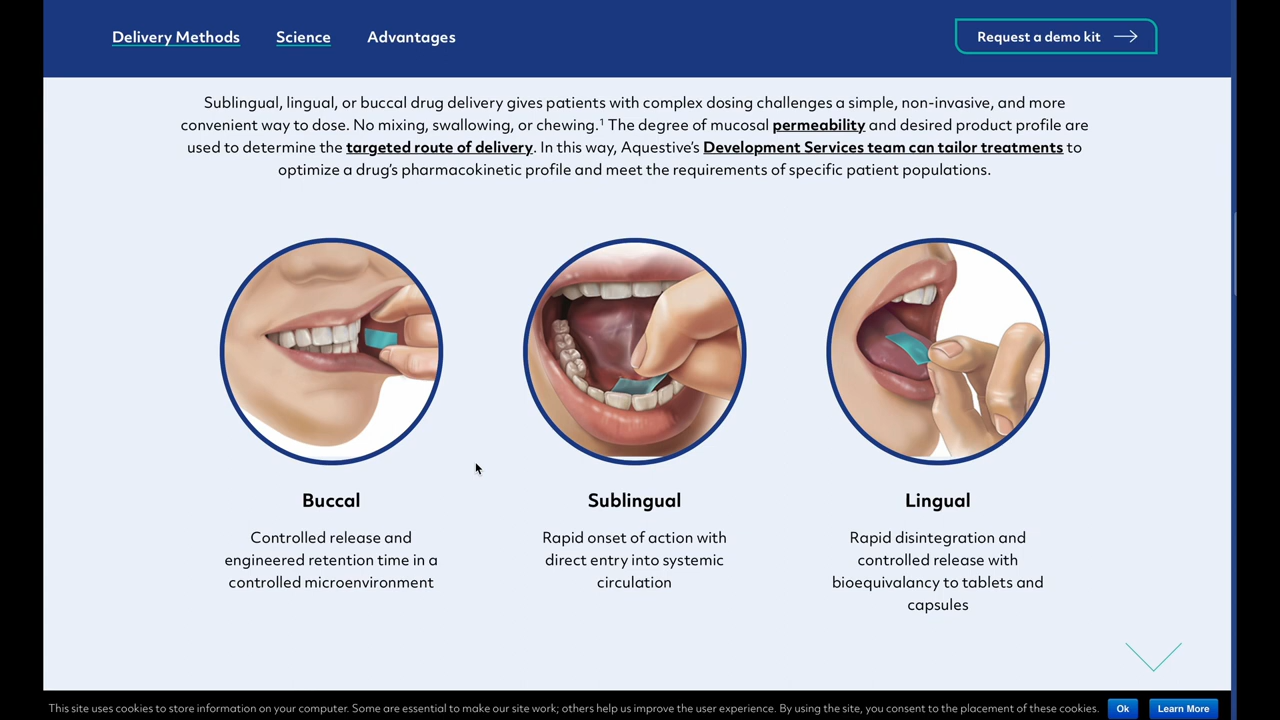 Delivery Methods Science Advantages Request a demo kit
Sublingual, lingual, or buccal drug delivery gives patients with complex dosing challenges a simple, non-invasive, and more
convenient way to dose. No mixing, swallowing, or chewing.¹ The degree of mucosal permeability and desired product profile are
used to determine the targeted route of delivery. In this way, Aquestive’s Development Services team can tailor treatments to
optimize a drug’s pharmacokinetic profile and meet the requirements of specific patient populations.
Buccal
Controlled release and
engineered retention time in a
controlled microenvironment
Sublingual
Rapid onset of action with
direct entry into systemic
circulation
Lingual
Rapid disintegration and
controlled release with
bioequivalancy to tablets and
capsules
This site uses cookies to store information on your computer. Some are essential to make our site work; others help us improve the user experience. By using the site, you consent to the placement of these cookies. Ok Learn More